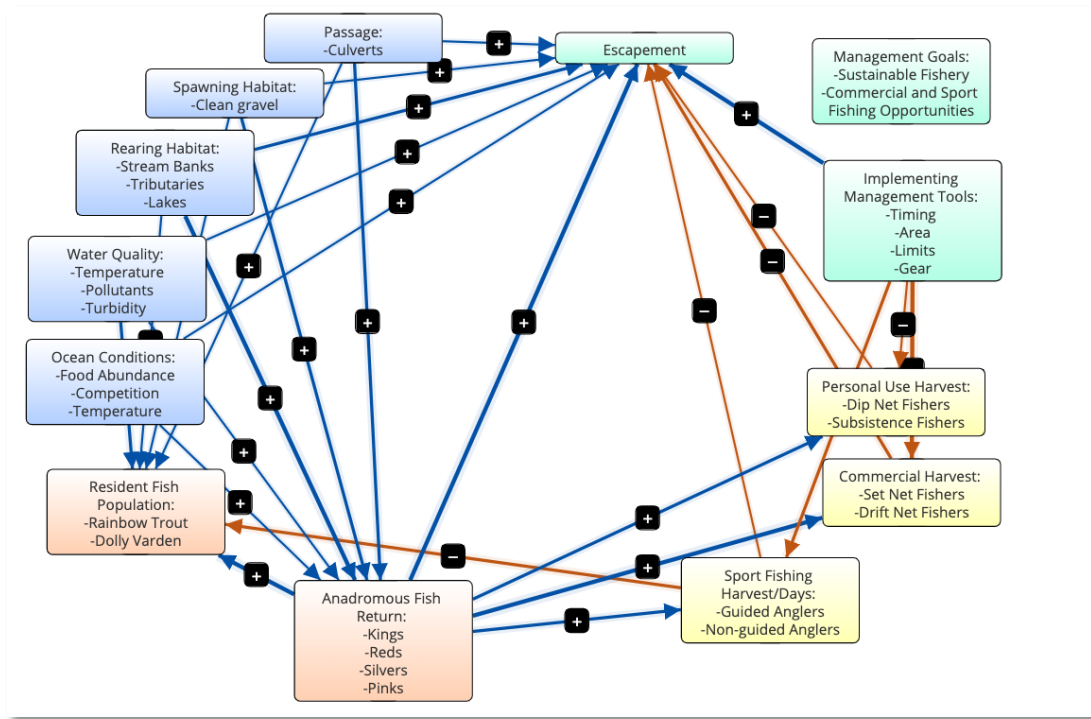 Passage:
-Culverts
Escapement
Management Goals:
-Sustainable Fishery
-Commercial and Sport
Fishing Opportunities
Spawning Habitat:
-Clean gravel
Rearing Habitat:
-Stream Banks
-Tributaries
-Lakes
Implementing
Management Tools:
-Timing
-Area
-Limits
-Gear
Water Quality:
-Temperature
-Pollutants
-Turbidity
Ocean Conditions:
-Food Abundance
-Competition
-Temperature
Personal Use Harvest:
-Dip Net Fishers
-Subsistence Fishers
Commercial Harvest:
-Set Net Fishers
-Drift Net Fishers
Resident Fish
Population:
-Rainbow Trout
-Dolly Varden
Sport Fishing
Harvest/Days:
-Guided Anglers
-Non-guided Anglers
Anadromous Fish
Return:
-Kings
-Reds
-Silvers
-Pinks